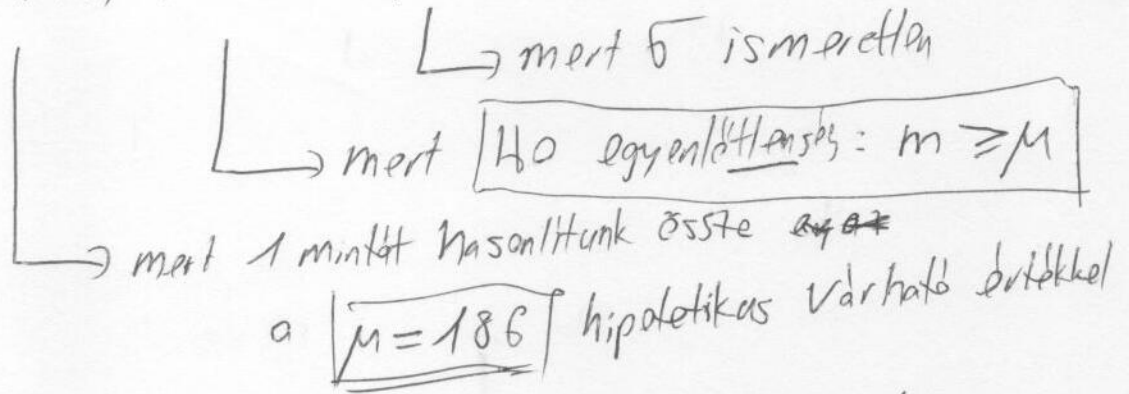 mert σ ismeretlen
mert H0 egyenlőtlenség: m ≥ μ
mert 1 mintát hasonlítunk össze
a μ = 186 hipotetikus várható értékkel